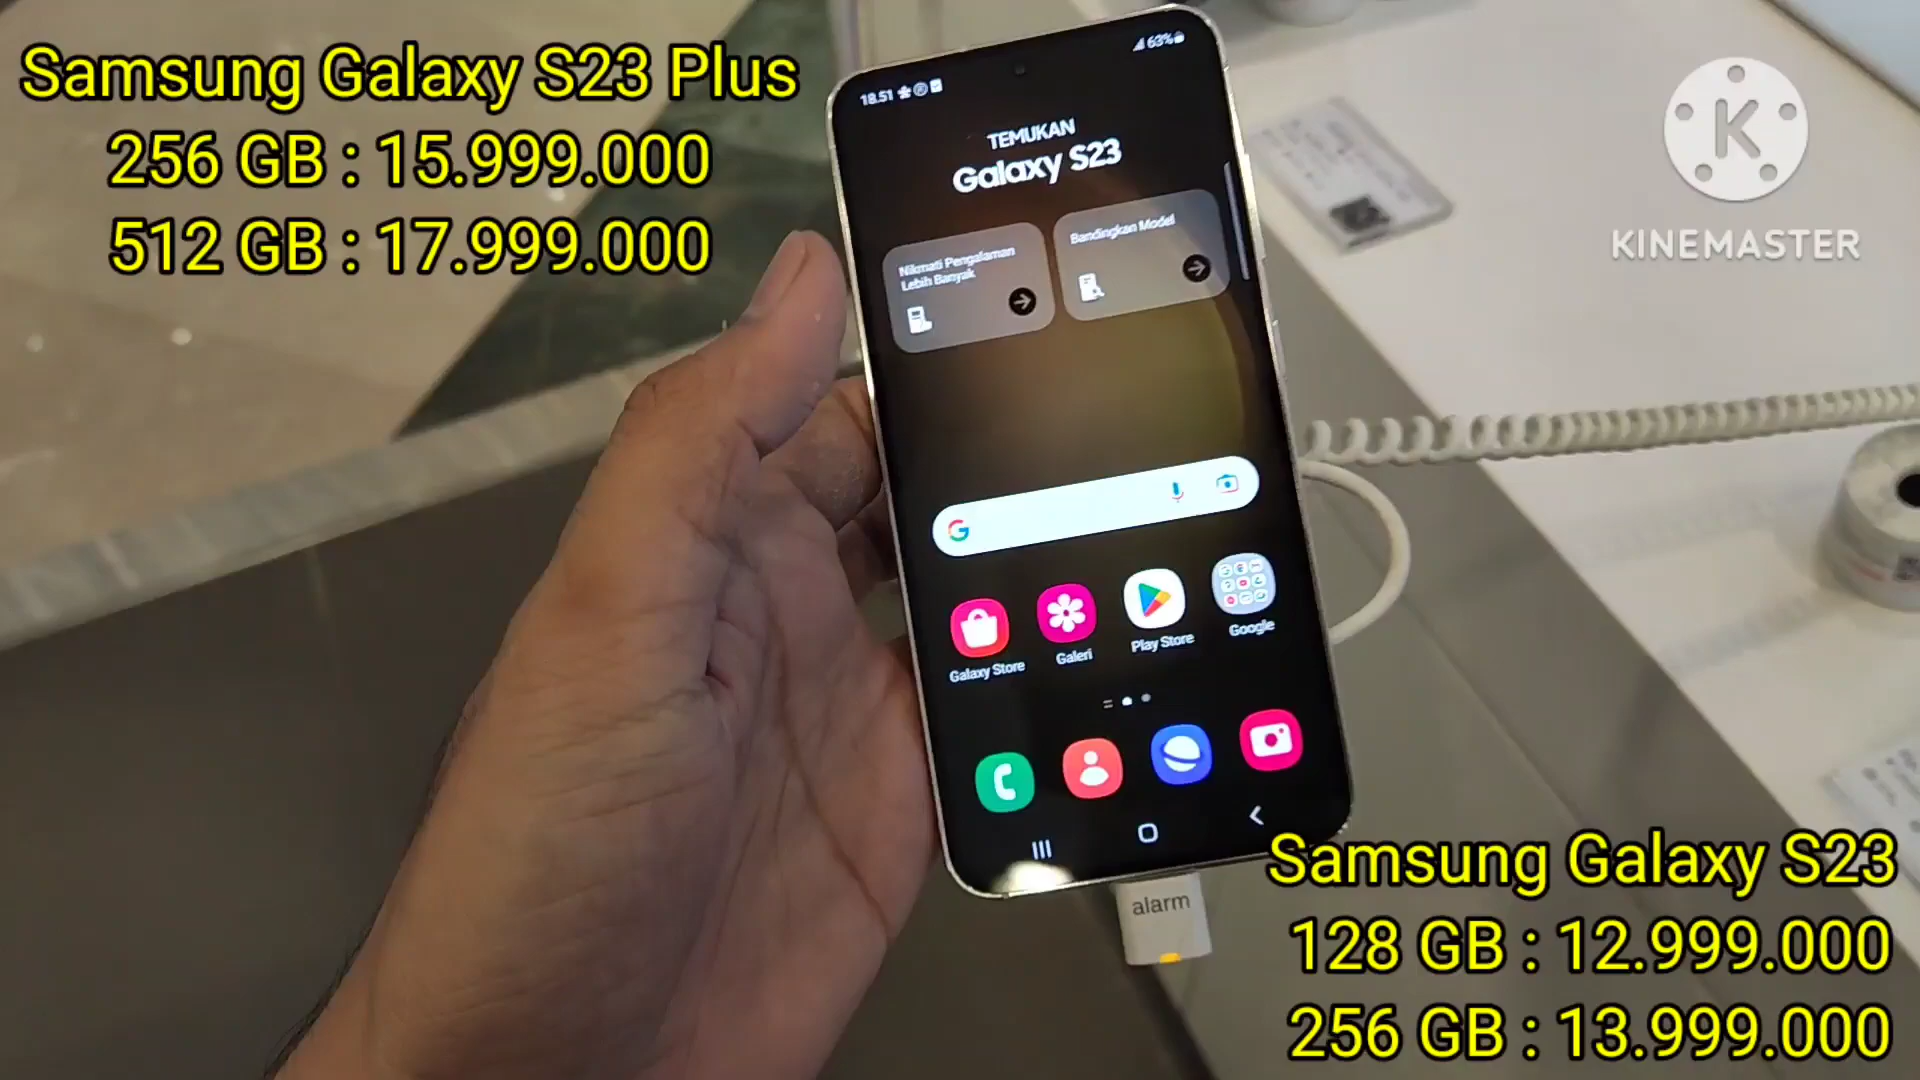 Samsung Galaxy S23 Plus
256 GB : 15.999.000
512 GB : 17.999.000
K
KINEMASTER
18.51
63%
TEMUKAN
Galaxy S23
Nikmati Pengalaman
Lebih Banyak
Bandingkan Model
G
Galaxy Store
Galeri
Play Store
Google
alarm
Samsung Galaxy S23
128 GB : 12.999.000
256 GB : 13.999.000